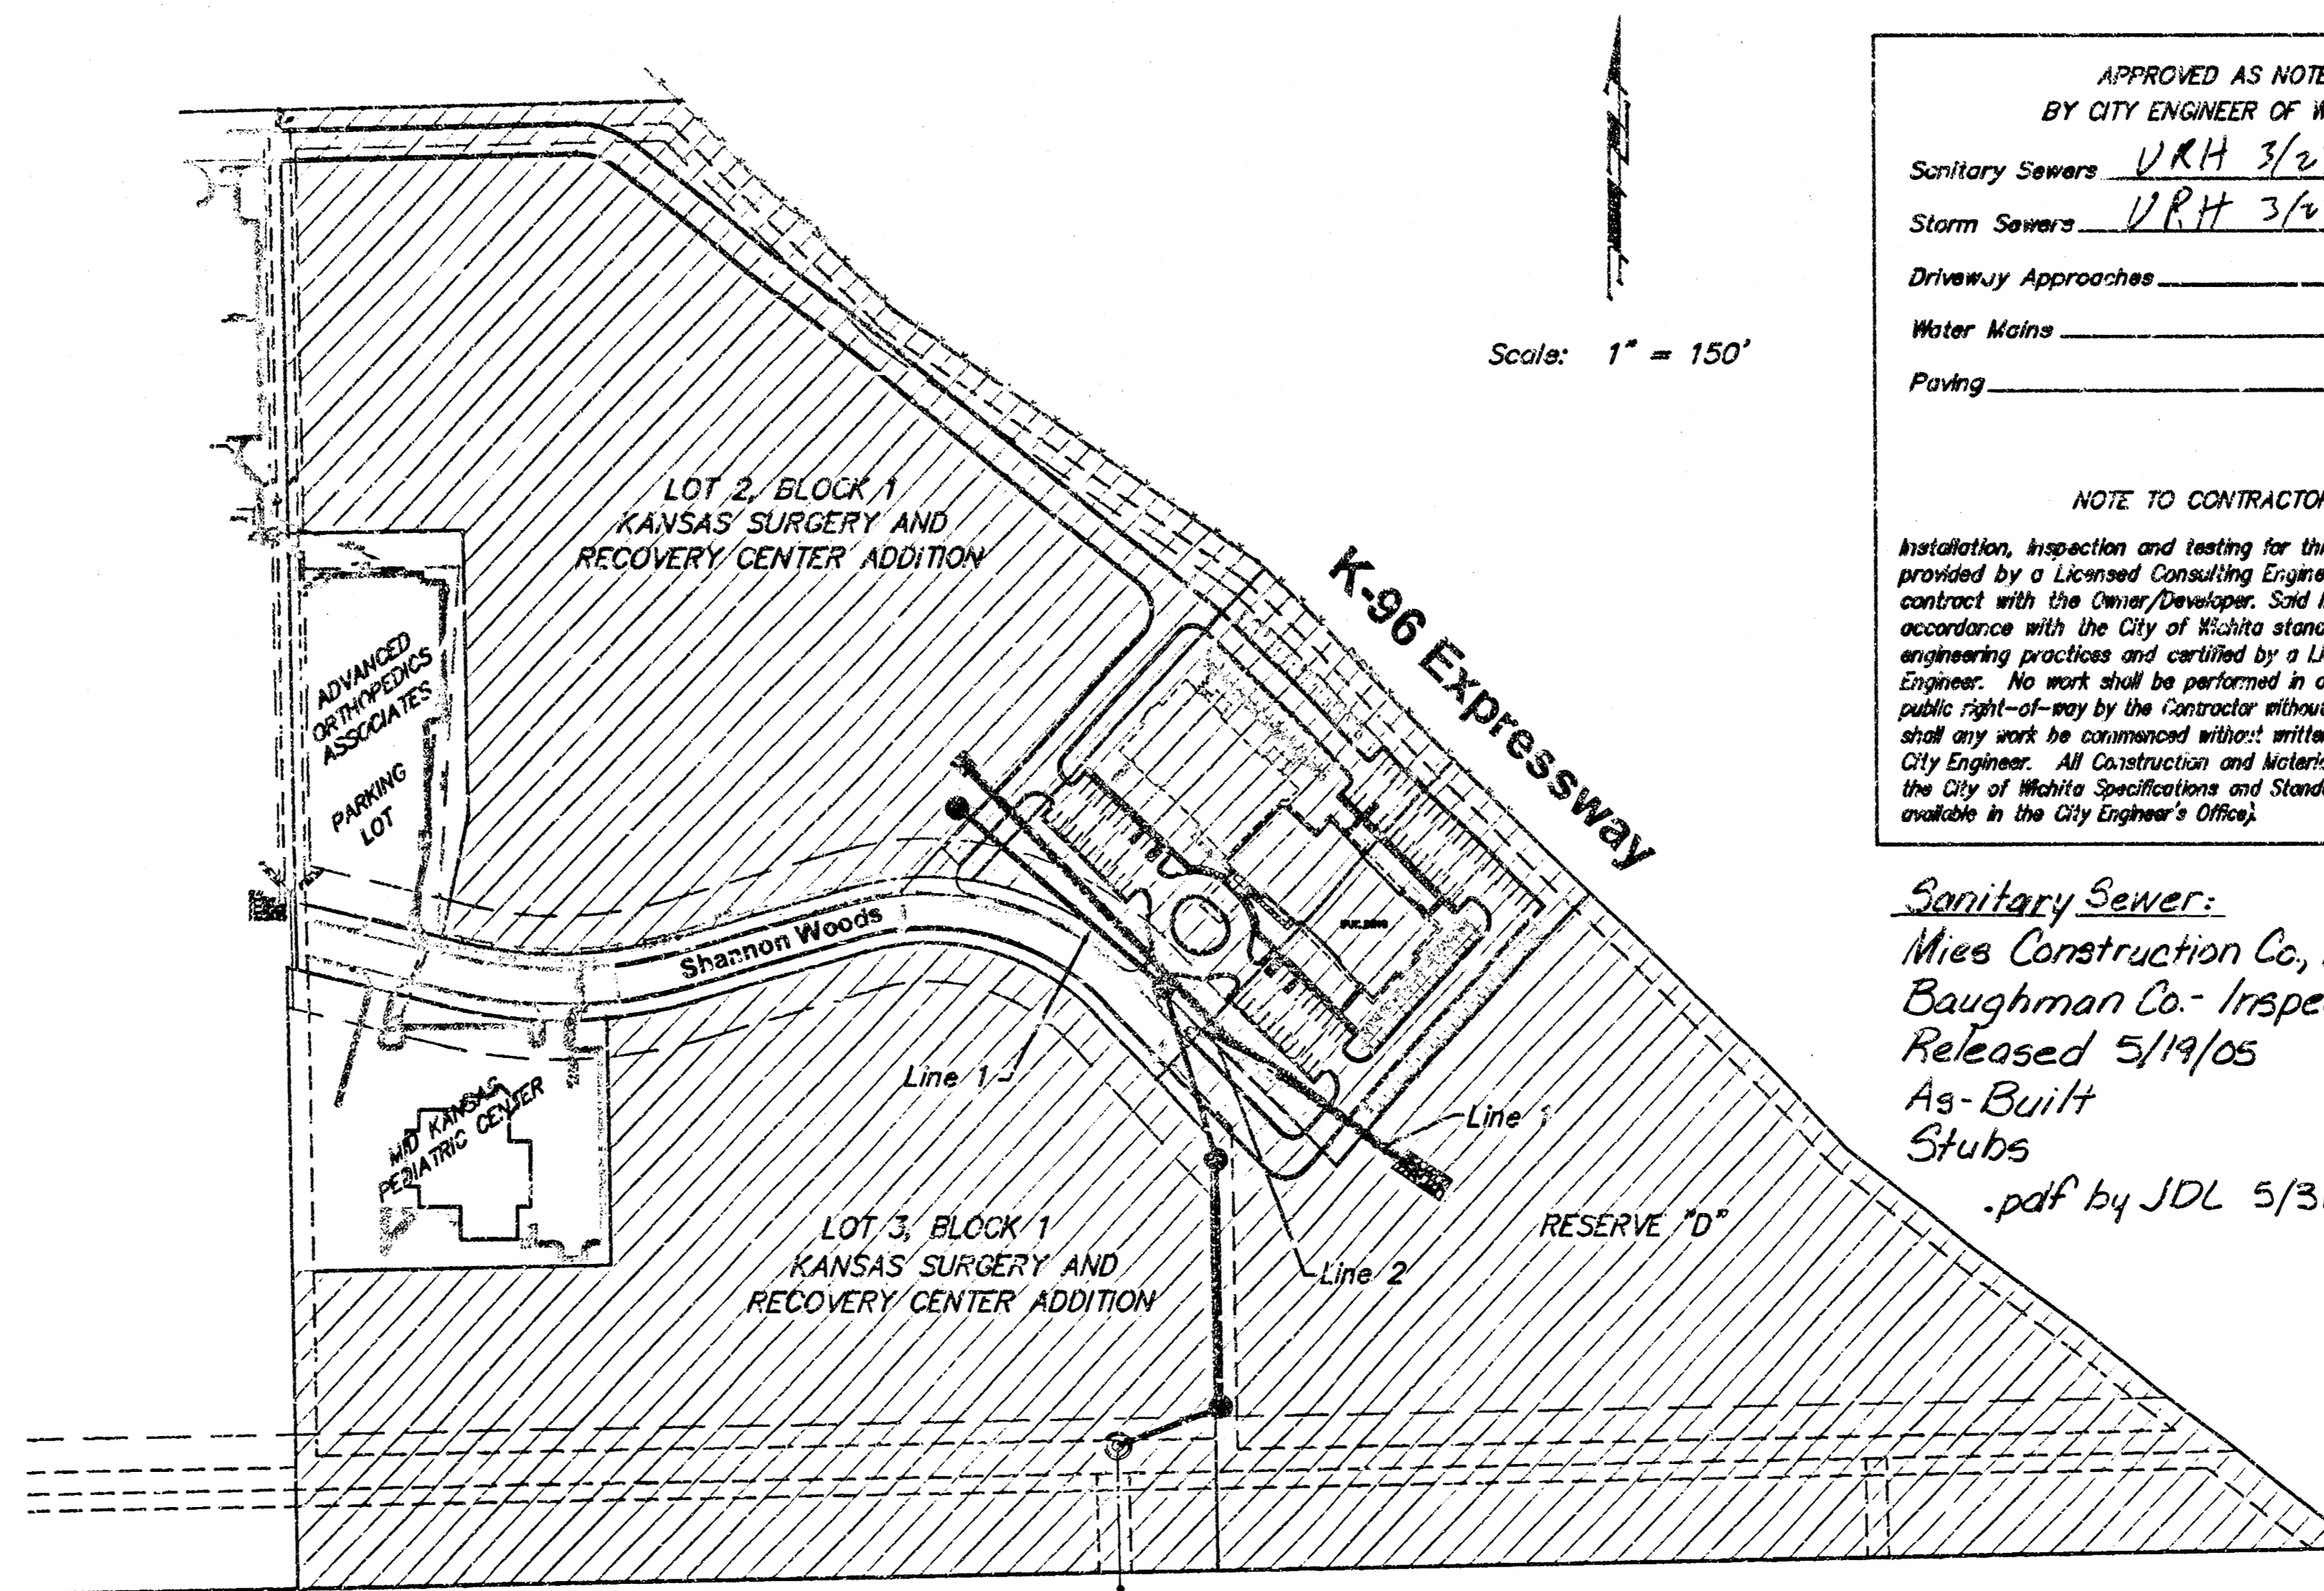 APPROVED AS NOTE
BY CITY ENGINEER OF W
Sanitary Sewers VRH 3/2
Storm Sewers VRH 3/2
Driveway Approaches
Water Mains
Paving
NOTE TO CONTRACTOR
Installation, inspection and testing for thi
provided by a Licensed Consulting Engine
contract with the Owner/Developer. Said I
accordance with the City of Wichita stand
engineering practices and certified by a Li
Engineer. No work shall be performed in a
public right-of-way by the Contractor without
shall any work be commenced without writte
City Engineer. All Construction and Materia
the City of Wichita Specifications and Standa
available in the City Engineer's Office).
Scale: 1" = 150'
LOT 2, BLOCK 1
KANSAS SURGERY AND
RECOVERY CENTER ADDITION
K-96 Expressway
ADVANCED
ORTHOPEDICS
ASSOCIATES
PARKING
LOT
BUILDING
Shannon Woods
Sanitary Sewer:
Mies Construction Co.,
Baughman Co.- Inspe
Released 5/19/05
As-Built
Stubs
.pdf by JDL 5/3
Line 1
Line 1
MID KANSAS
PEDIATRIC CENTER
LOT 3, BLOCK 1
KANSAS SURGERY AND
RECOVERY CENTER ADDITION
RESERVE "D"
Line 2